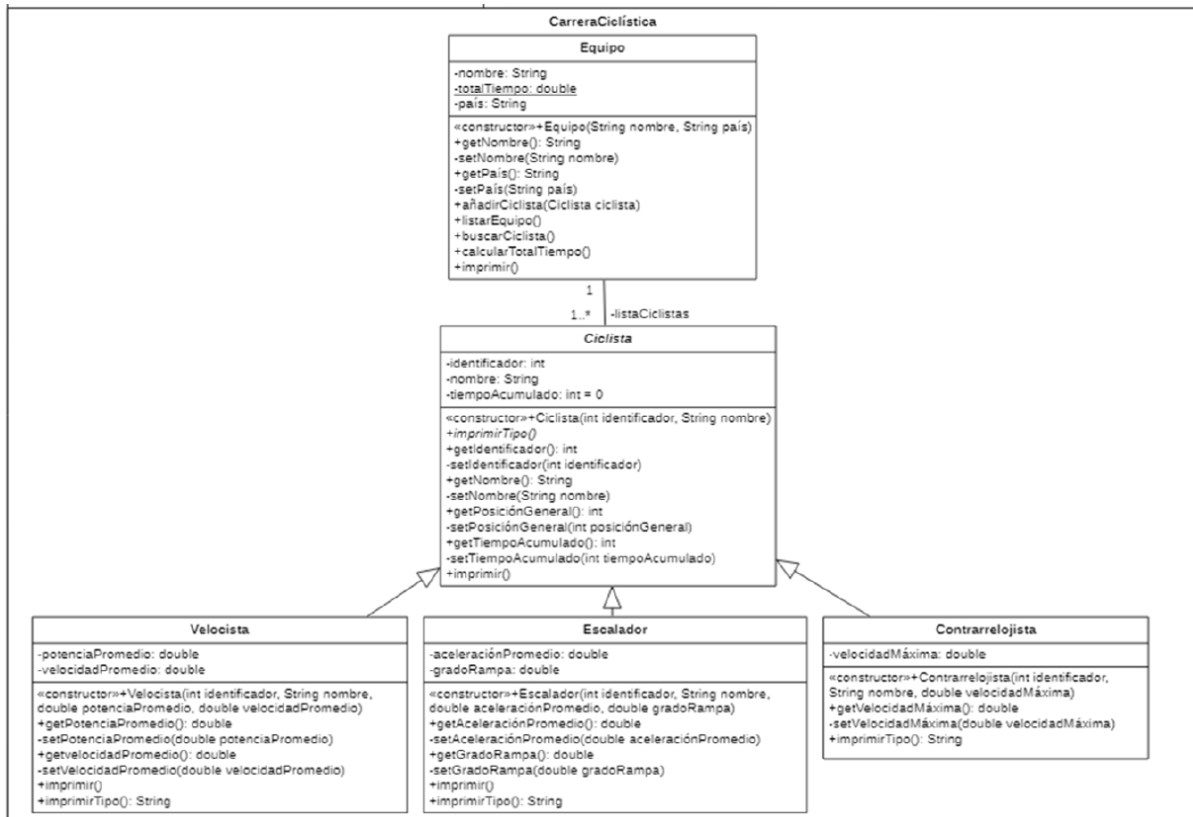 CarreraCiclística
Equipo
-nombre: String
-totalTiempo: double
-país: String
«constructor»+Equipo(String nombre, String país)
+getNombre(): String
-setNombre(String nombre)
+getPaís(): String
-setPaís(String país)
+añadirCiclista(Ciclista ciclista)
+listarEquipo()
+buscarCiclista()
+calcularTotalTiempo()
+imprimir()
1
1..* -listaCiclistas
Ciclista
-identificador: int
-nombre: String
-tiempoAcumulado: int = 0
«constructor»+Ciclista(int identificador, String nombre)
+imprimirTipo()
+getIdentificador(): int
-setIdentificador(int identificador)
+getNombre(): String
-setNombre(String nombre)
+getPosiciónGeneral(): int
-setPosiciónGeneral(int posiciónGeneral)
+getTiempoAcumulado(): int
-setTiempoAcumulado(int tiempoAcumulado)
+imprimir()
Velocista
-potenciaPromedio: double
-velocidadPromedio: double
«constructor»+Velocista(int identificador, String nombre,
double potenciaPromedio, double velocidadPromedio)
+getPotenciaPromedio(): double
-setPotenciaPromedio(double potenciaPromedio)
+getvelocidadPromedio(): double
-setVelocidadPromedio(double velocidadPromedio)
+imprimir()
+imprimirTipo(): String
Escalador
-aceleraciónPromedio: double
-gradoRampa: double
«constructor»+Escalador(int identificador, String nombre,
double aceleraciónPromedio, double gradoRampa)
+getAceleraciónPromedio(): double
-setAceleraciónPromedio(double aceleraciónPromedio)
+getGradoRampa(): double
-setGradoRampa(double gradoRampa)
+imprimir()
+imprimirTipo(): String
Contrarrelojista
-velocidadMáxima: double
«constructor»+Contrarrelojista(int identificador,
String nombre, double velocidadMáxima)
+getVelocidadMáxima(): double
-setVelocidadMáxima(double velocidadMáxima)
+imprimirTipo(): String